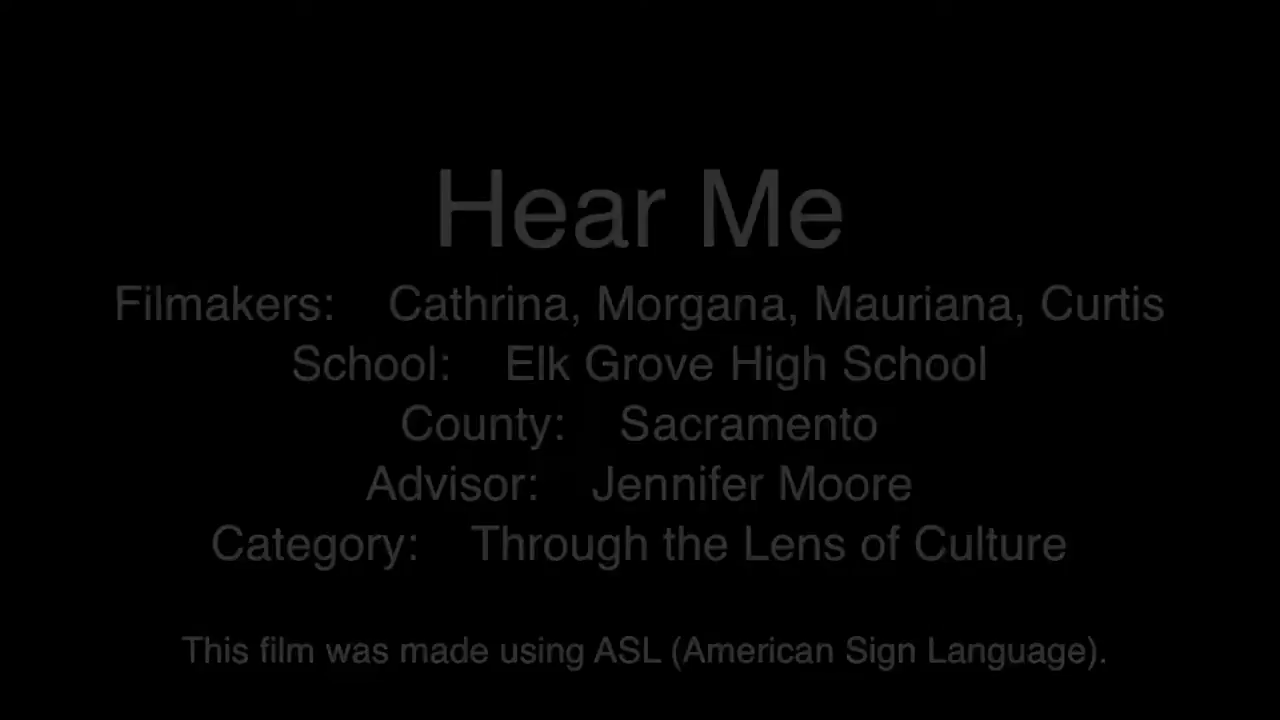 Hear Me
Filmakers: Cathrina, Morgana, Mauriana, Curtis
School: Elk Grove High School
County: Sacramento
Advisor: Jennifer Moore
Category: Through the Lens of Culture
This film was made using ASL (American Sign Language).